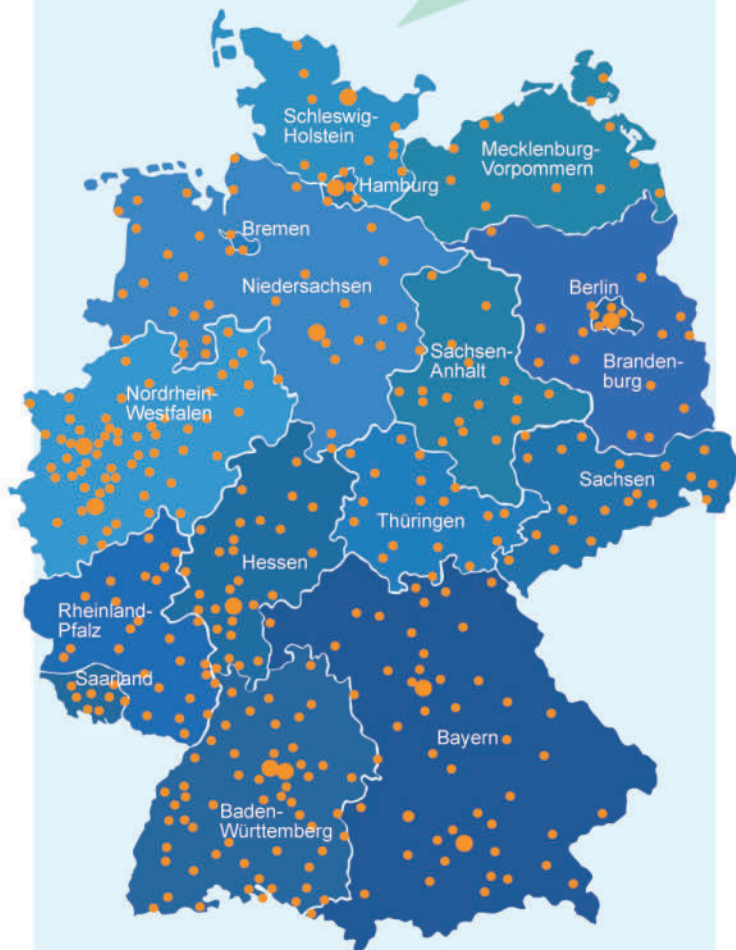 Schleswig-
Holstein
Mecklenburg-
Vorpommern
Hamburg
Bremen
Niedersachsen
Berlin
Sachsen-
Anhalt
Branden-
burg
Nordrhein-
Westfalen
Sachsen
Thüringen
Hessen
Rheinland-
Pfalz
Saarland
Bayern
Baden-
Württemberg